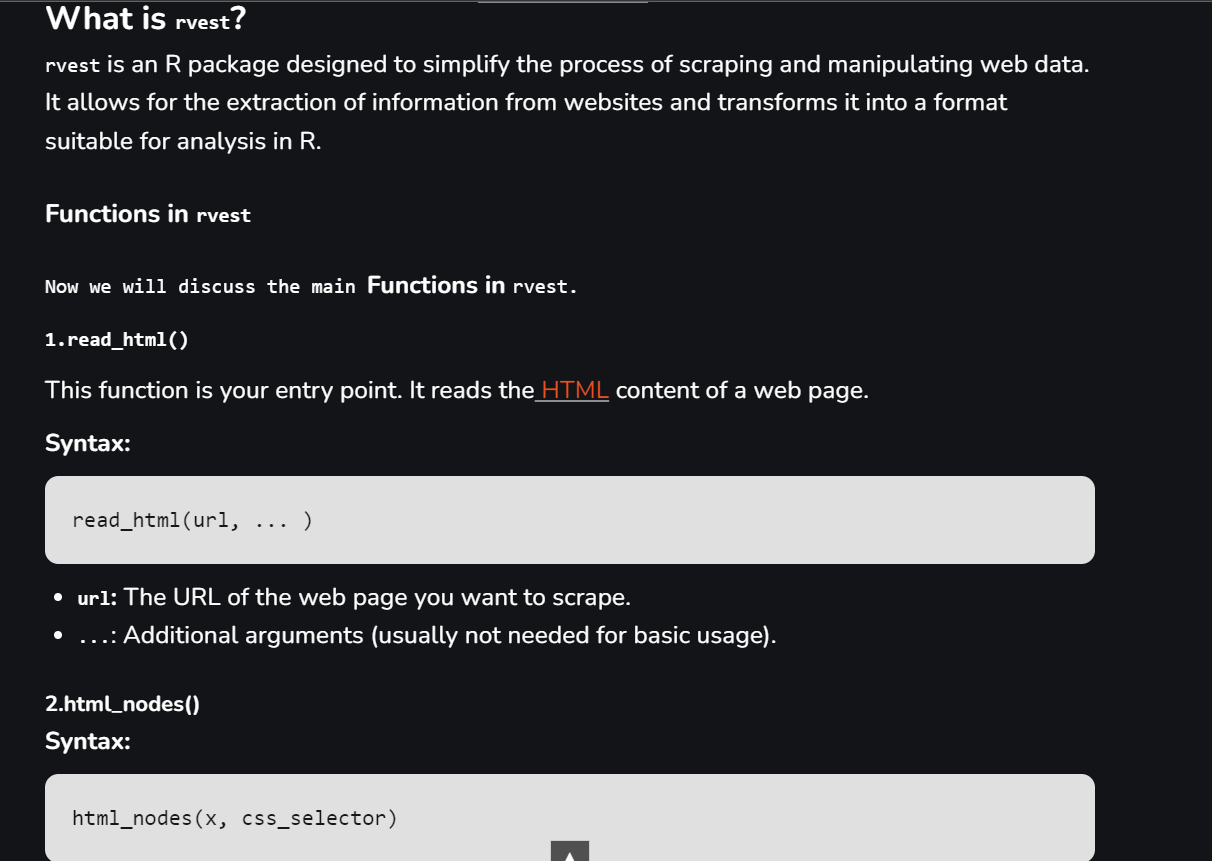 What is rvest?
rvest is an R package designed to simplify the process of scraping and manipulating web data.
It allows for the extraction of information from websites and transforms it into a format
suitable for analysis in R.
Functions in rvest
Now we will discuss the main Functions in rvest.
1.read_html()
This function is your entry point. It reads the HTML content of a web page.
Syntax:
read_html(url, ... )
• url: The URL of the web page you want to scrape.
• ...: Additional arguments (usually not needed for basic usage).
2.html_nodes()
Syntax:
html_nodes(x, css_selector)